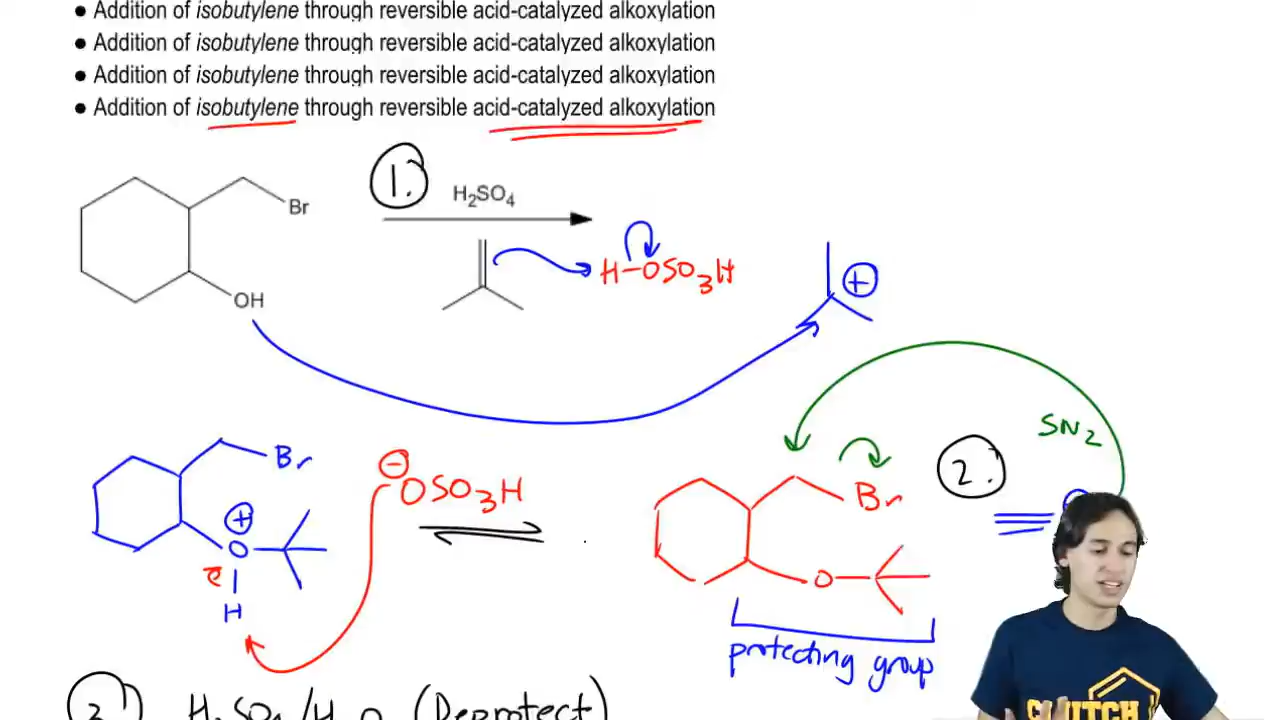 ● Addition of isobutylene through reversible acid-catalyzed alkoxylation
● Addition of isobutylene through reversible acid-catalyzed alkoxylation
● Addition of isobutylene through reversible acid-catalyzed alkoxylation
● Addition of isobutylene through reversible acid-catalyzed alkoxylation
1.
H₂SO₄
Br
H-OSO₃H
+
OH
SN₂
Br
⊖
OSO₃H
Br
2.
+
O
H
O
protecting group
3. H₂SO₄/H₂O (Deprotect)
CLUTCH